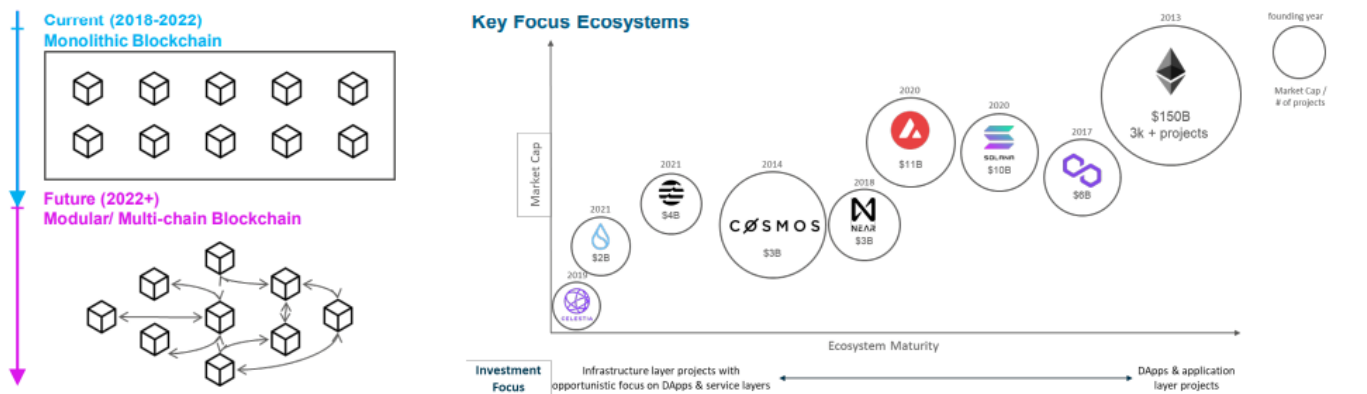 Current (2018-2022)
Monolithic Blockchain
Future (2022+)
Modular/ Multi-chain Blockchain
Key Focus Ecosystems
founding year
Market Cap /
# of projects
Market Cap
2019
CELESTIA
2021
$2B
2021
$4B
2014
COSMOS
$3B
2018
NEAR
$3B
2020
$11B
2020
SOLANA
$10B
2017
$6B
2013
$150B
3k + projects
Ecosystem Maturity
Investment
Focus
Infrastructure layer projects with
opportunistic focus on DApps & service layers
DApps & application
layer projects